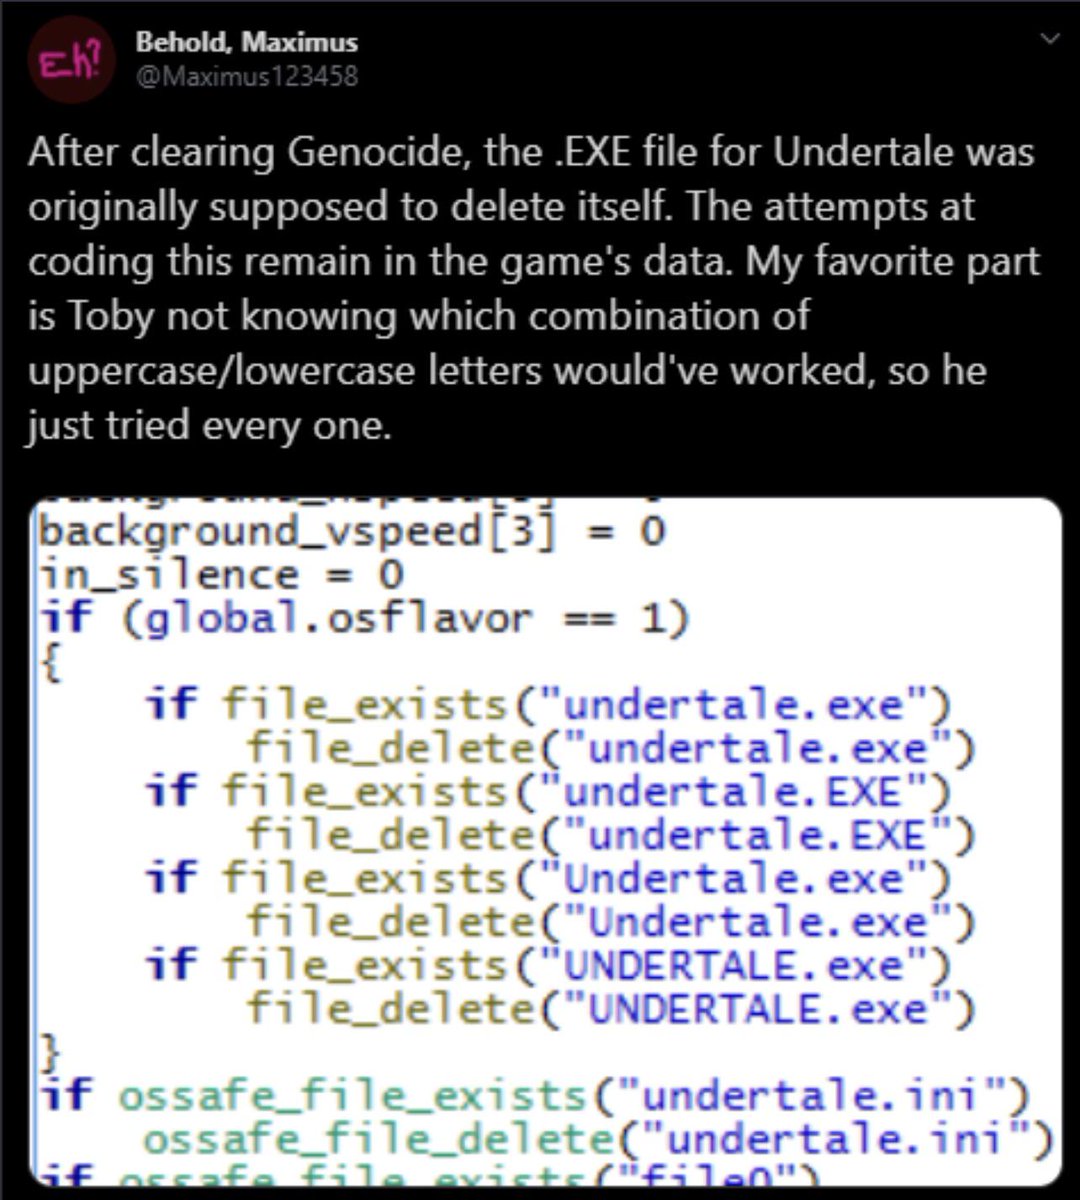 Eh?
Behold, Maximus
@Maximus123458
After clearing Genocide, the .EXE file for Undertale was
originally supposed to delete itself. The attempts at
coding this remain in the game's data. My favorite part
is Toby not knowing which combination of
uppercase/lowercase letters would've worked, so he
just tried every one.
background_vspeed[3] = 0
in_silence = 0
if (global.osflavor == 1)
{
if file_exists("undertale.exe")
file_delete("undertale.exe")
if file_exists("undertale.EXE")
file_delete("undertale.EXE")
if file_exists("Undertale.exe")
file_delete("Undertale.exe")
if file_exists("UNDERTALE.exe")
file_delete("UNDERTALE.exe")
}
if ossafe_file_exists("undertale.ini")
ossafe_file_delete("undertale.ini")
if ossafe_file_exists("file0")